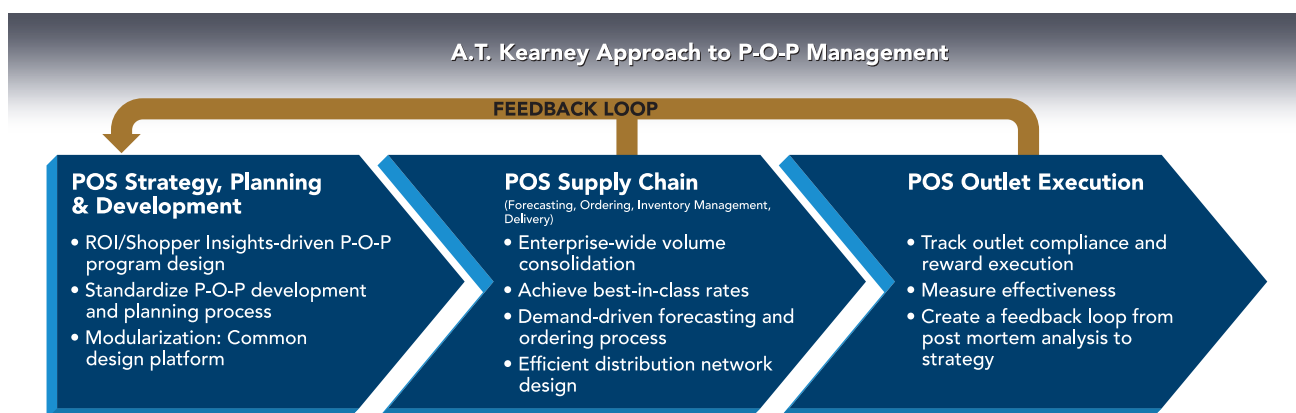 A.T. Kearney Approach to P-O-P Management
FEEDBACK LOOP
POS Strategy, Planning
& Development
• ROI/Shopper Insights-driven P-O-P
program design
• Standardize P-O-P development
and planning process
• Modularization: Common
design platform
POS Supply Chain
(Forecasting, Ordering, Inventory Management,
Delivery)
• Enterprise-wide volume
consolidation
• Achieve best-in-class rates
• Demand-driven forecasting and
ordering process
• Efficient distribution network
design
POS Outlet Execution
• Track outlet compliance and
reward execution
• Measure effectiveness
• Create a feedback loop from
post mortem analysis to
strategy